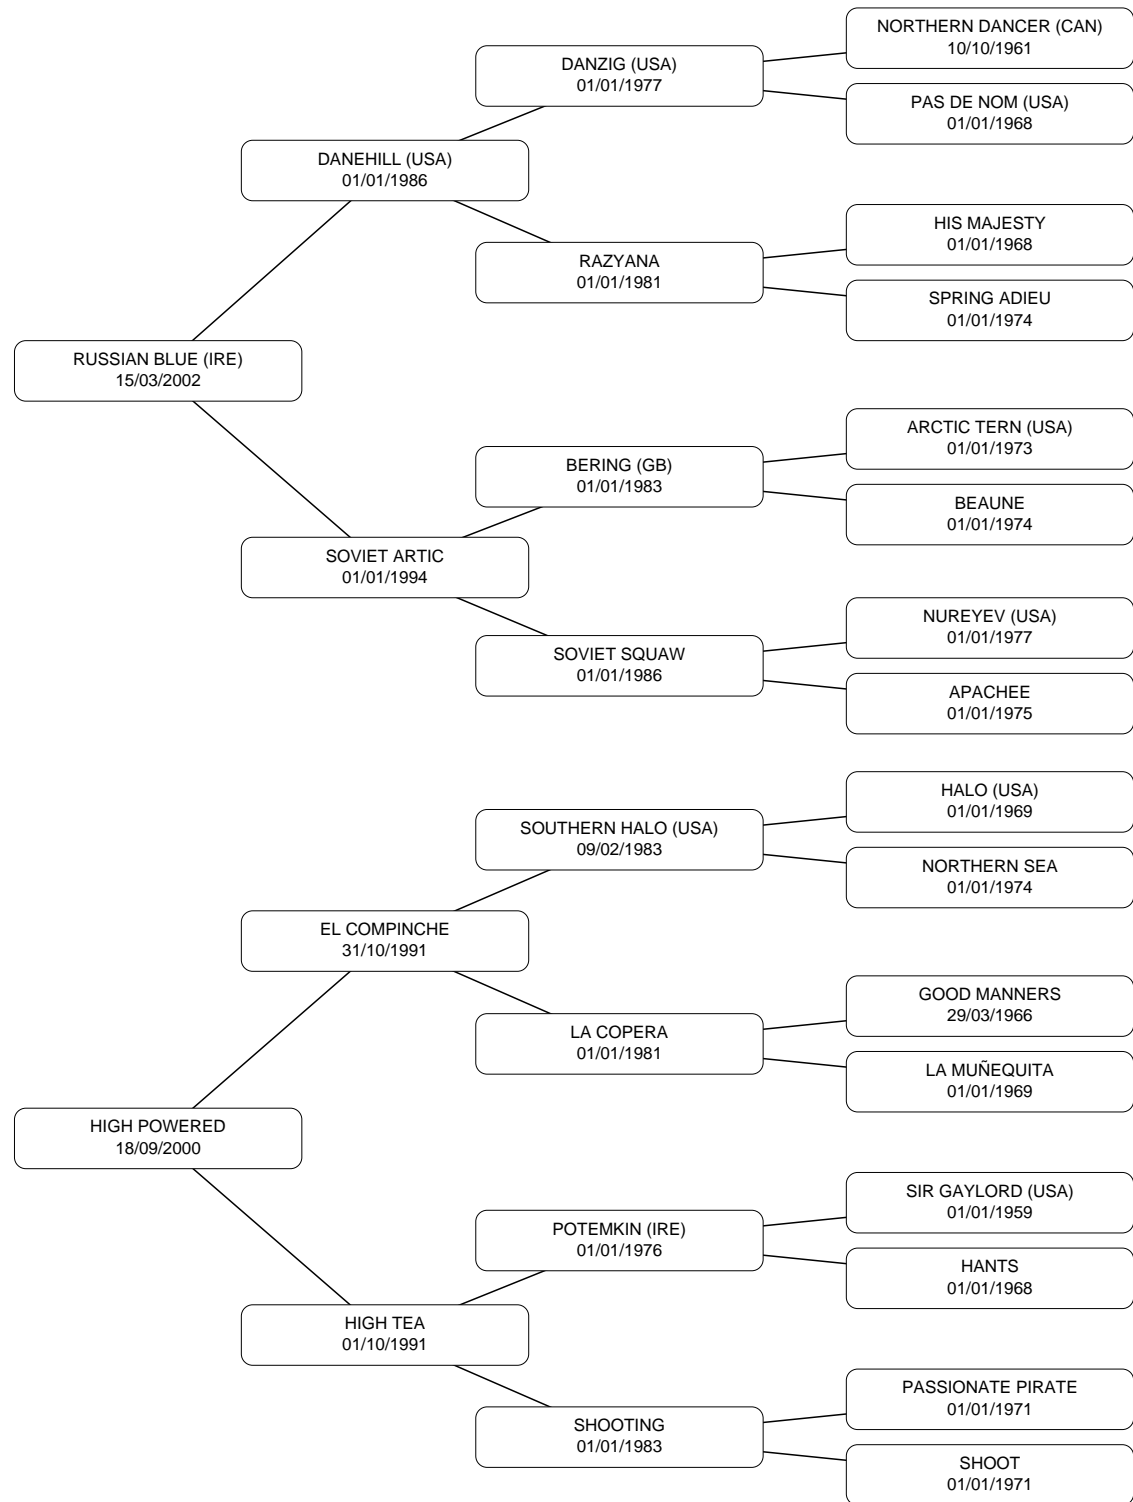 NORTHERN DANCER (CAN)
10/10/1961
DANZIG (USA)
01/01/1977
PAS DE NOM (USA)
01/01/1968
DANEHILL (USA)
01/01/1986
HIS MAJESTY
01/01/1968
RAZYANA
01/01/1981
SPRING ADIEU
01/01/1974
RUSSIAN BLUE (IRE)
15/03/2002
ARCTIC TERN (USA)
01/01/1973
BERING (GB)
01/01/1983
BEAUNE
01/01/1974
SOVIET ARTIC
01/01/1994
NUREYEV (USA)
01/01/1977
SOVIET SQUAW
01/01/1986
APACHEE
01/01/1975
HALO (USA)
01/01/1969
SOUTHERN HALO (USA)
09/02/1983
NORTHERN SEA
01/01/1974
EL COMPINCHE
31/10/1991
GOOD MANNERS
29/03/1966
LA COPERA
01/01/1981
LA MUÑEQUITA
01/01/1969
HIGH POWERED
18/09/2000
SIR GAYLORD (USA)
01/01/1959
POTEMKIN (IRE)
01/01/1976
HANTS
01/01/1968
HIGH TEA
01/10/1991
PASSIONATE PIRATE
01/01/1971
SHOOTING
01/01/1983
SHOOT
01/01/1971